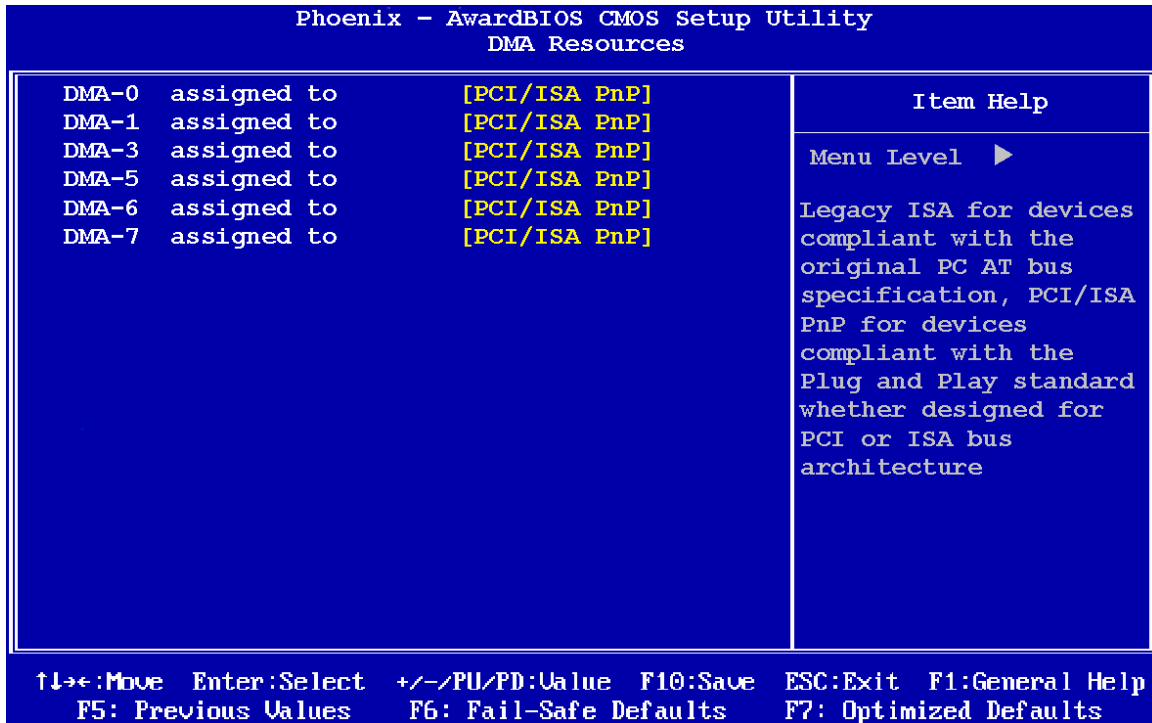 Phoenix – AwardBIOS CMOS Setup Utility
DMA Resources
DMA-0 assigned to [PCI/ISA PnP]
DMA-1 assigned to [PCI/ISA PnP]
DMA-3 assigned to [PCI/ISA PnP]
DMA-5 assigned to [PCI/ISA PnP]
DMA-6 assigned to [PCI/ISA PnP]
DMA-7 assigned to [PCI/ISA PnP]
Item Help
Menu Level ▶
Legacy ISA for devices
compliant with the
original PC AT bus
specification, PCI/ISA
PnP for devices
compliant with the
Plug and Play standard
whether designed for
PCI or ISA bus
architecture
↑↓→←:Move Enter:Select +/-/PU/PD:Value F10:Save ESC:Exit F1:General Help
F5: Previous Values F6: Fail-Safe Defaults F7: Optimized Defaults